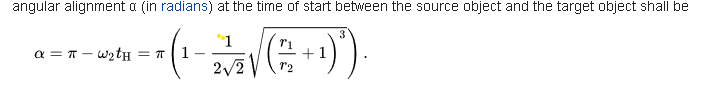 angular alignment α (in radians) at the time of start between the source object and the target object shall be
α = π − ω₂t_H = π (1 − 1/(2√2) √((r₁/r₂ + 1)³)).